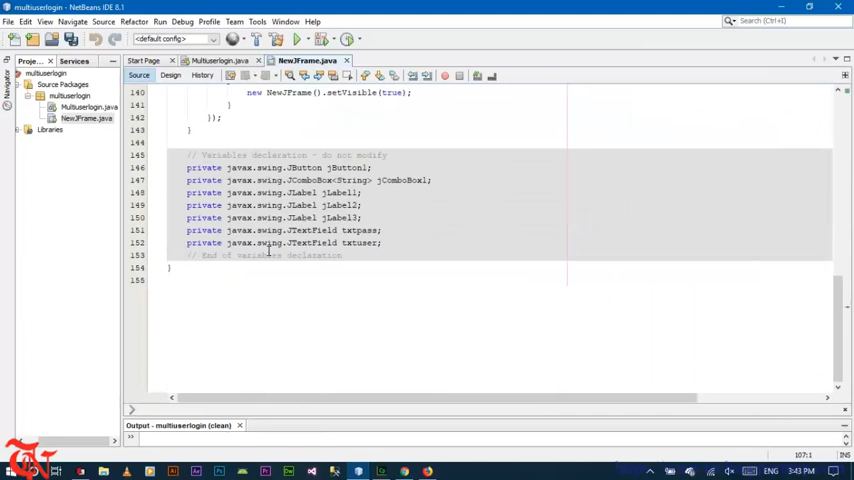 multiuserlogin - NetBeans IDE 8.1
File Edit View Navigate Source Refactor Run Debug Profile Team Tools Window Help
Search (Ctrl+I)
<default config>
Proje... Services
Start Page Multiuserlogin.java NewJFrame.java
Source Design History
Navigator
multiuserlogin
Source Packages
multiuserlogin
Multiuserlogin.java
NewJFrame.java
Libraries
140 new NewJFrame().setVisible(true);
141 }
142 });
143 }
144
145 // Variables declaration - do not modify
146 private javax.swing.JButton jButton1;
147 private javax.swing.JComboBox<String> jComboBox1;
148 private javax.swing.JLabel jLabel1;
149 private javax.swing.JLabel jLabel2;
150 private javax.swing.JLabel jLabel3;
151 private javax.swing.JTextField txtpass;
152 private javax.swing.JTextField txtuser;
153 // End of variables declaration
154 }
155
Output - multiuserlogin (clean)
107:1 INS
ENG 3:43 PM